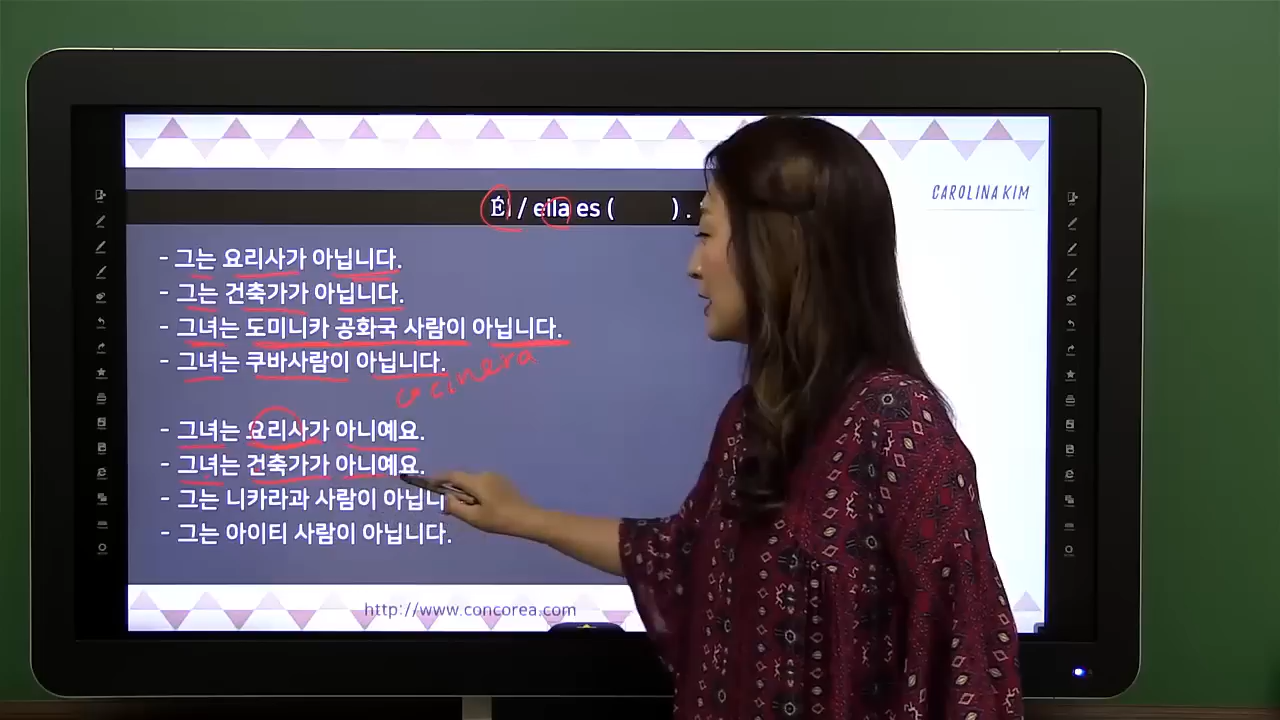 CAROLINA KIM
Él / eila es ( ) .
- 그는 요리사가 아닙니다.
- 그는 건축가가 아닙니다.
- 그녀는 도미니카 공화국 사람이 아닙니다.
- 그녀는 쿠바사람이 아닙니다.
cocinera
- 그녀는 요리사가 아니예요.
- 그녀는 건축가가 아니예요.
- 그는 니카라과 사람이 아닙니
- 그는 아이티 사람이 아닙니다.
http://www.concorea.com